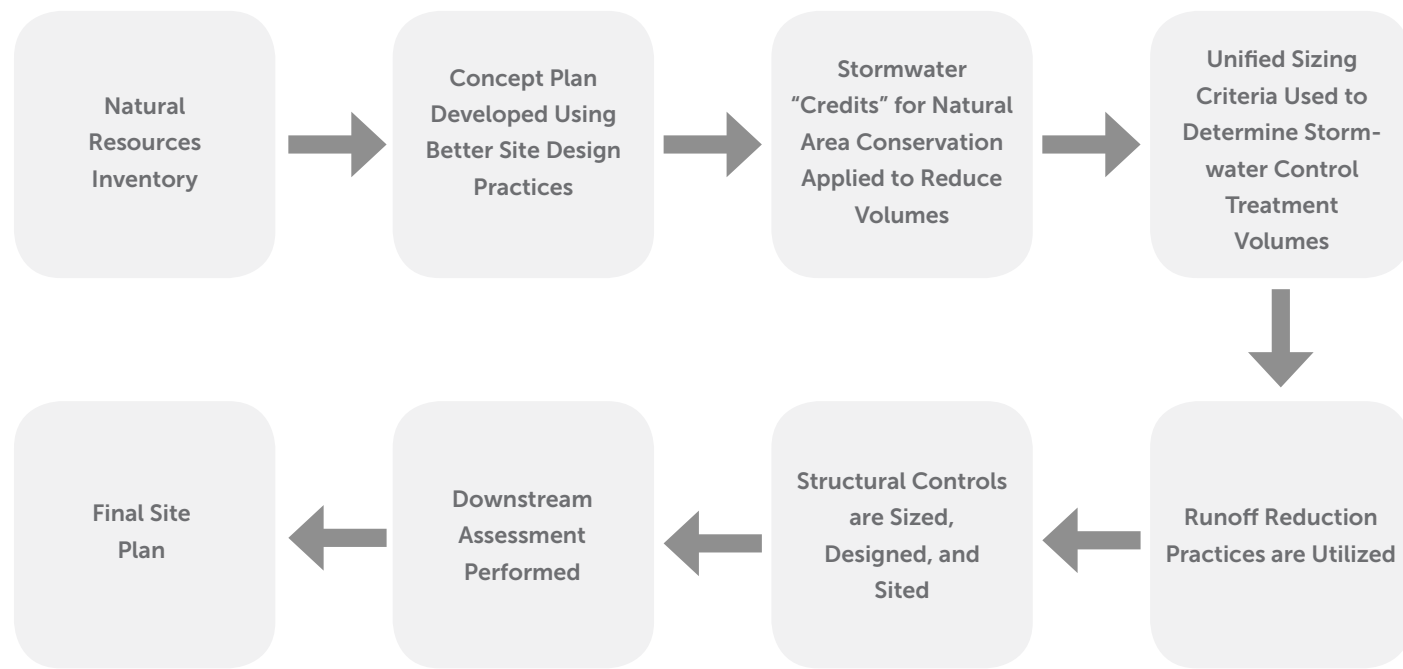 Natural
Resources
Inventory
Concept Plan
Developed Using
Better Site Design
Practices
Stormwater
“Credits” for Natural
Area Conservation
Applied to Reduce
Volumes
Unified Sizing
Criteria Used to
Determine Storm-
water Control
Treatment
Volumes
Runoff Reduction
Practices are Utilized
Structural Controls
are Sized,
Designed, and
Sited
Downstream
Assessment
Performed
Final Site
Plan